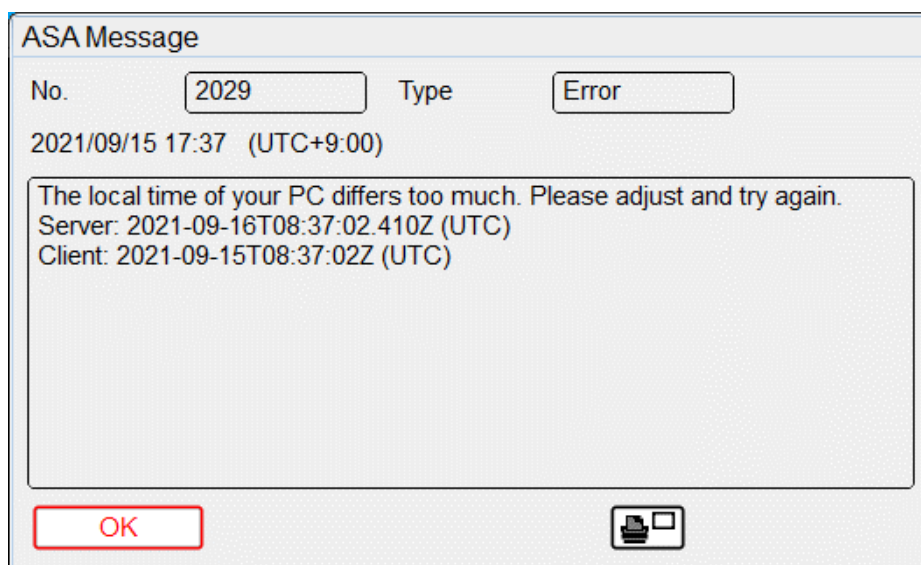 ASA Message
No. 2029 Type Error
2021/09/15 17:37 (UTC+9:00)
The local time of your PC differs too much. Please adjust and try again.
Server: 2021-09-16T08:37:02.410Z (UTC)
Client: 2021-09-15T08:37:02Z (UTC)
OK